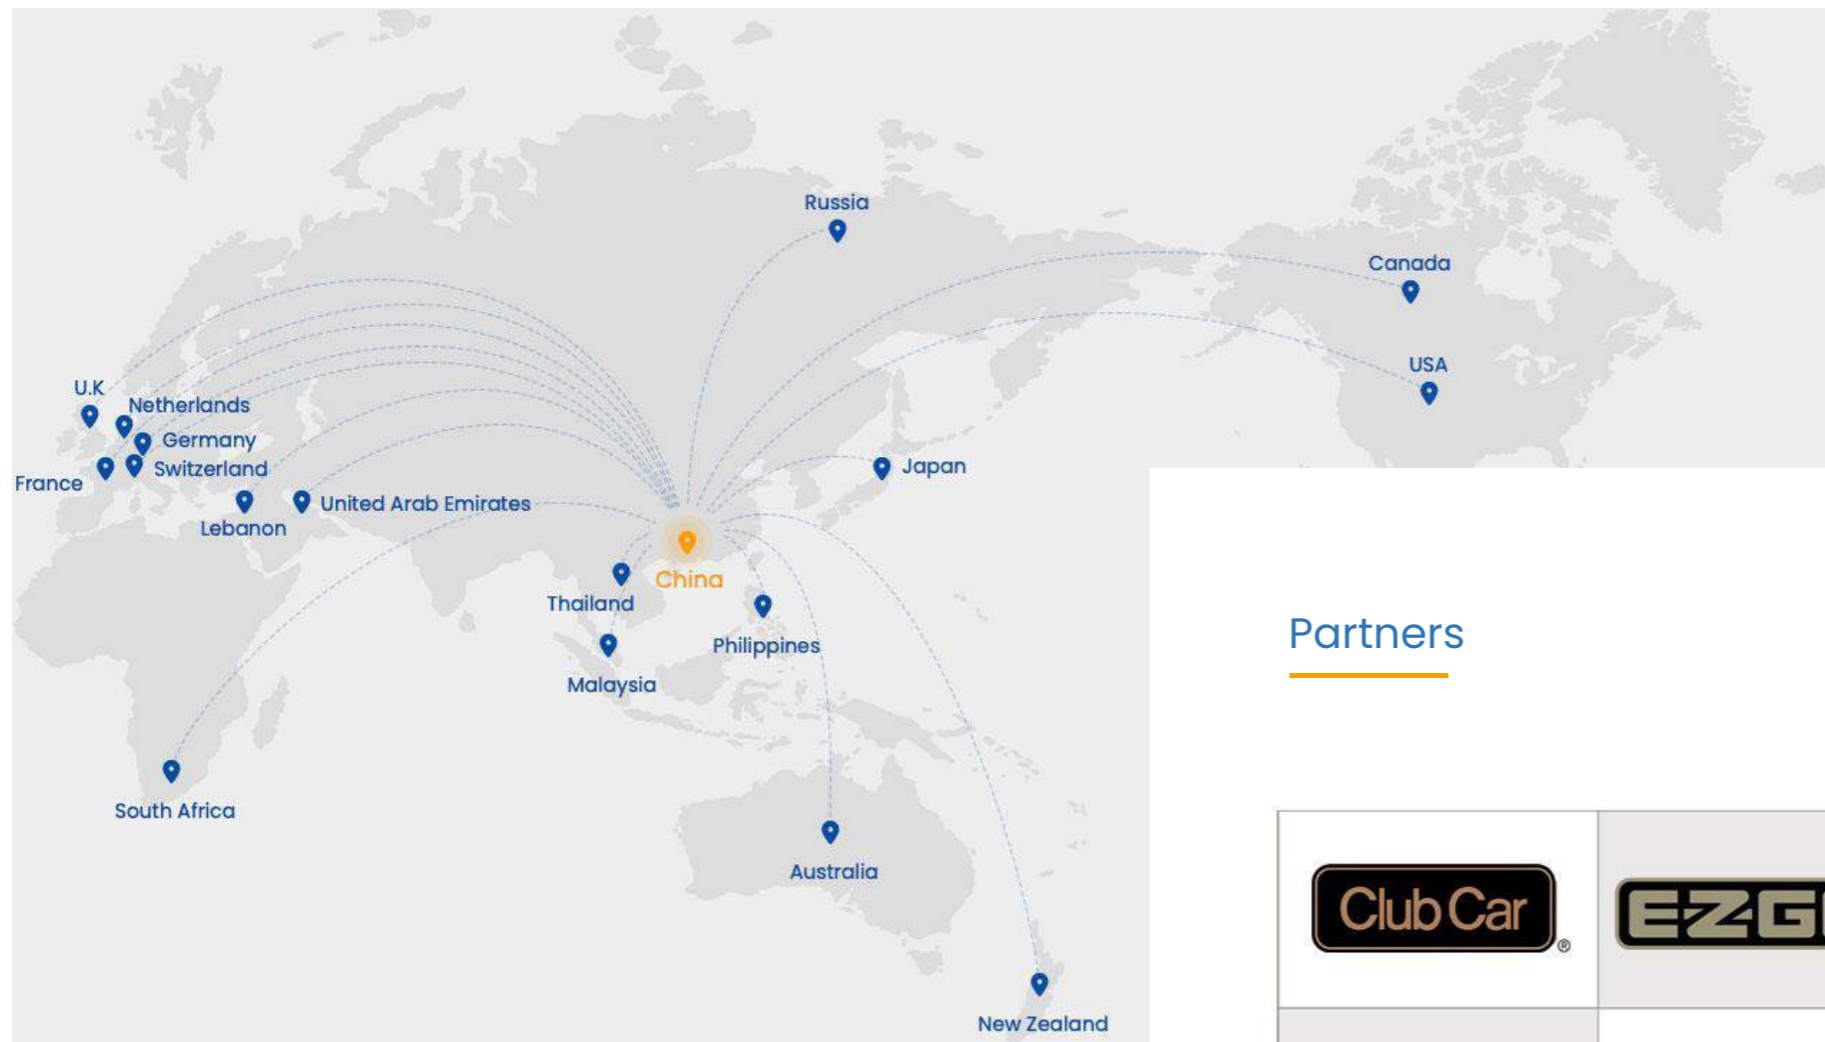 Russia
Canada
USA
U.K
Netherlands
Germany
Switzerland
France
Japan
United Arab Emirates
Lebanon
China
Thailand
Philippines
Malaysia
South Africa
Australia
New Zealand
Partners
Club Car
®